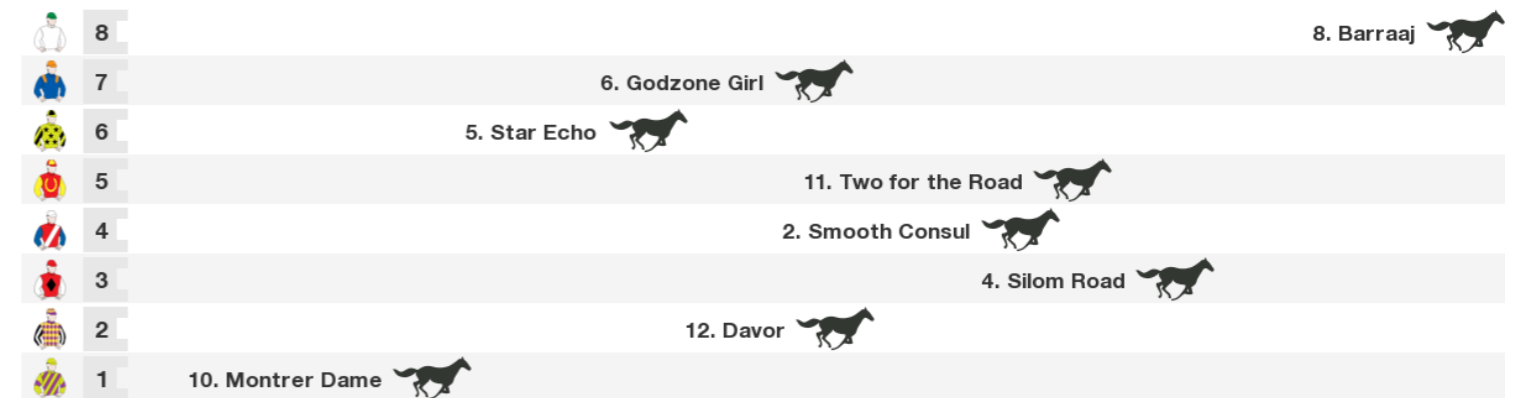 8 8. Barraaj
7 6. Godzone Girl
6 5. Star Echo
5 11. Two for the Road
4 2. Smooth Consul
3 4. Silom Road
2 12. Davor
1 10. Montrer Dame